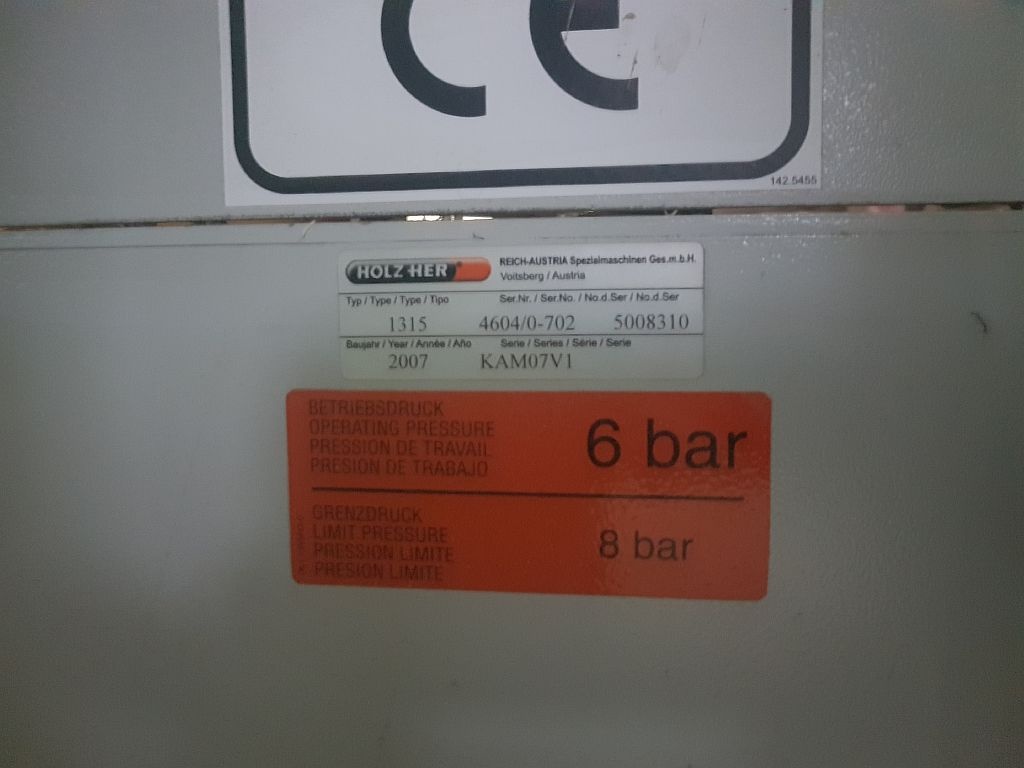 CE
142.5455
HOLZ-HER
REICH-AUSTRIA Spezialmaschinen Ges.m.b.H.
Voitsberg / Austria
Typ / Type / Type / Tipo Ser.Nr. / Ser.No. / No.d.Ser / No.d.Ser
1315 4604/0-702 5008310
Baujahr / Year / Année / Año Serie / Series / Série / Serie
2007 KAM07V1
BETRIEBSDRUCK
OPERATING PRESSURE
PRESSION DE TRAVAIL
PRESION DE TRABAJO
6 bar
GRENZDRUCK
LIMIT PRESSURE
PRESSION LIMITE
PRESION LIMITE
8 bar